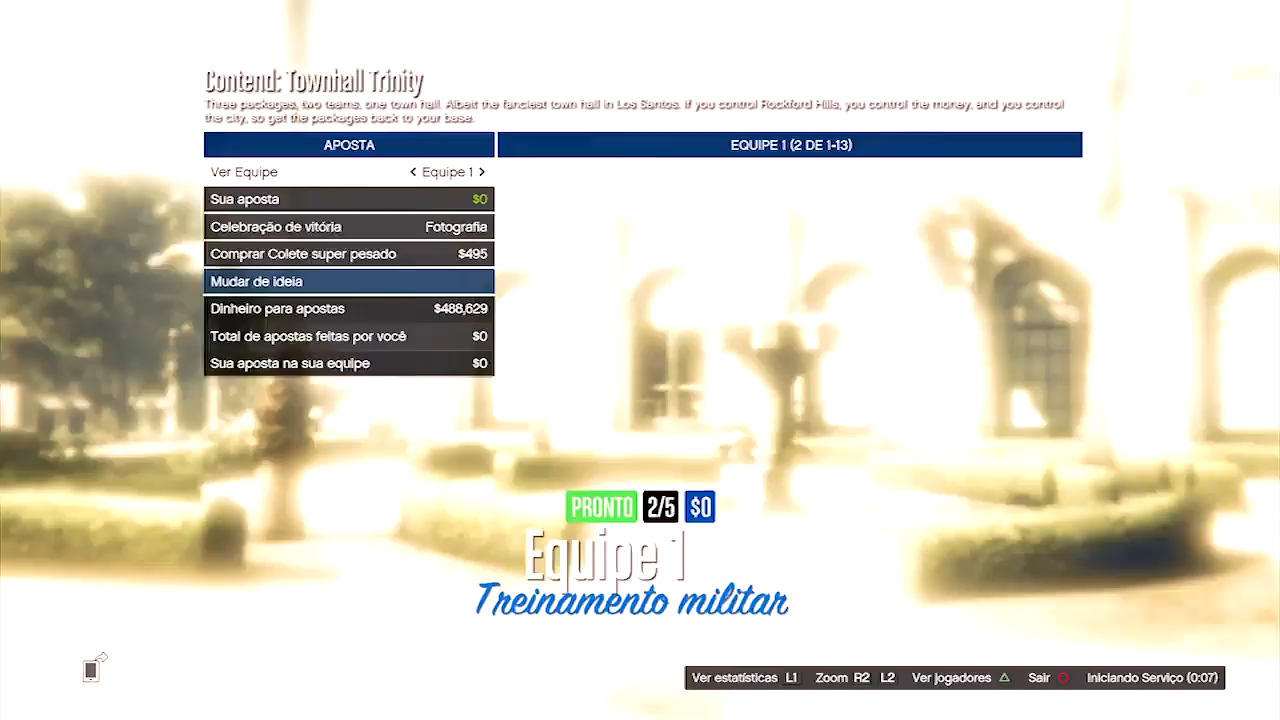 Contend: Townhall Trinity
Three packages, two teams, one town hall. Albeit the fanciest town hall in Los Santos. If you control Rockford Hills, you control the money, and you control
the city, so get the packages back to your base.
APOSTA
EQUIPE 1 (2 DE 1-13)
Ver Equipe < Equipe 1 >
Sua aposta $0
Celebração de vitória Fotografia
Comprar Colete super pesado $495
Mudar de ideia
Dinheiro para apostas $488,629
Total de apostas feitas por você $0
Sua aposta na sua equipe $0
PRONTO 2/5 $0
Equipe 1
Treinamento militar
Ver estatísticas L1 Zoom R2 L2 Ver jogadores △ Sair ○ Iniciando Serviço (0:07)